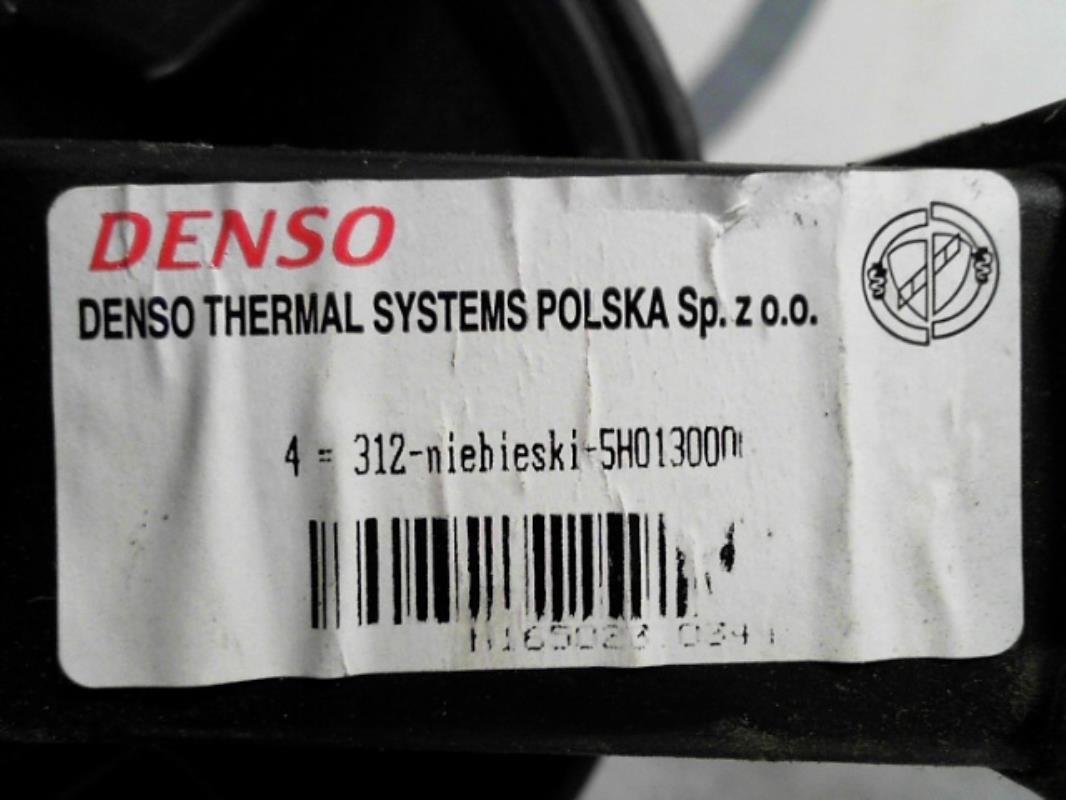 DENSO
DENSO THERMAL SYSTEMS POLSKA Sp. z o.o.
4 = 312-niebieski-5H013000